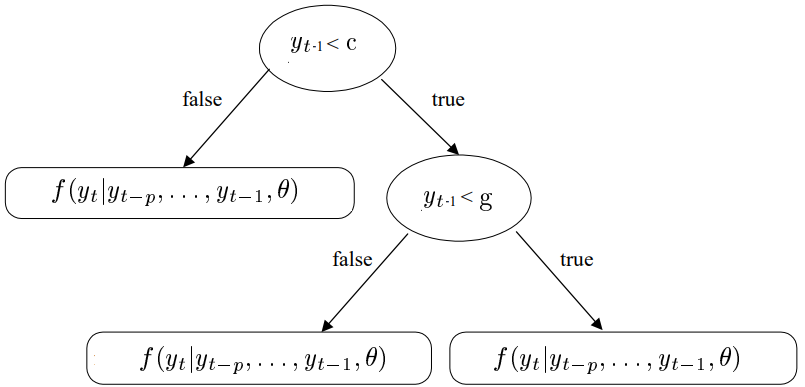 y_{t-1} < c
false
true
f(y_t|y_{t-p}, . . . , y_{t-1}, θ)
y_{t-1} < g
false
true
f(y_t|y_{t-p}, . . . , y_{t-1}, θ)
f(y_t|y_{t-p}, . . . , y_{t-1}, θ)